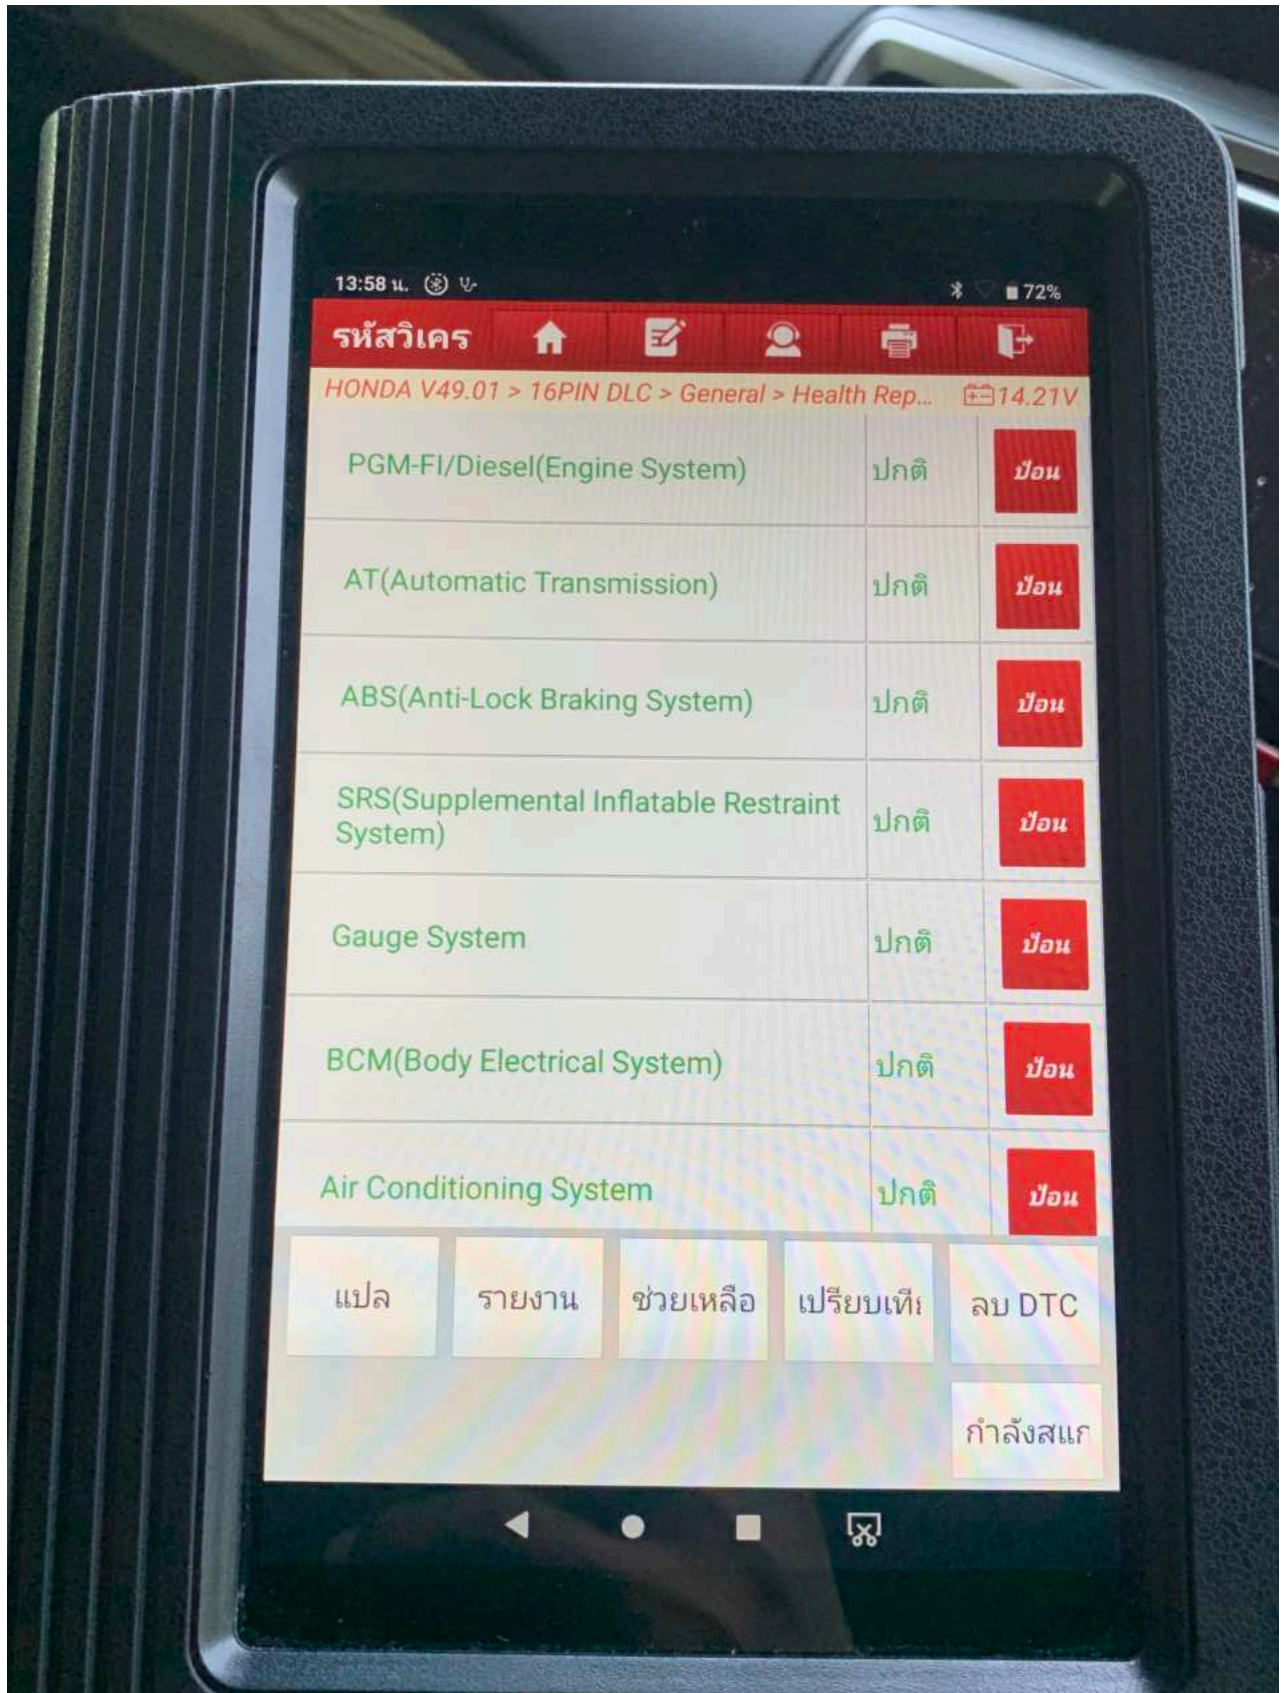 13:58 น. 72%
รหัสวิเคร
HONDA V49.01 > 16PIN DLC > General > Health Rep... 14.21V
PGM-FI/Diesel(Engine System) ปกติ ป้อน
AT(Automatic Transmission) ปกติ ป้อน
ABS(Anti-Lock Braking System) ปกติ ป้อน
SRS(Supplemental Inflatable Restraint
System) ปกติ ป้อน
Gauge System ปกติ ป้อน
BCM(Body Electrical System) ปกติ ป้อน
Air Conditioning System ปกติ ป้อน
แปล รายงาน ช่วยเหลือ เปรียบเทีย ลบ DTC
กำลังสแก